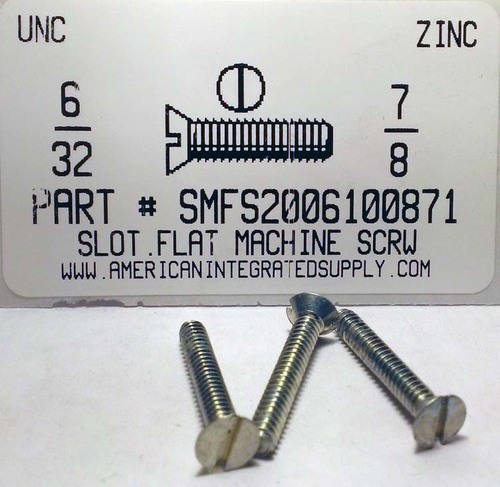 UNC ZINC
6/32 7/8
PART # SMFS2006100871
SLOT.FLAT MACHINE SCRW
WWW.AMERICANINTEGRATEDSUPPLY.COM